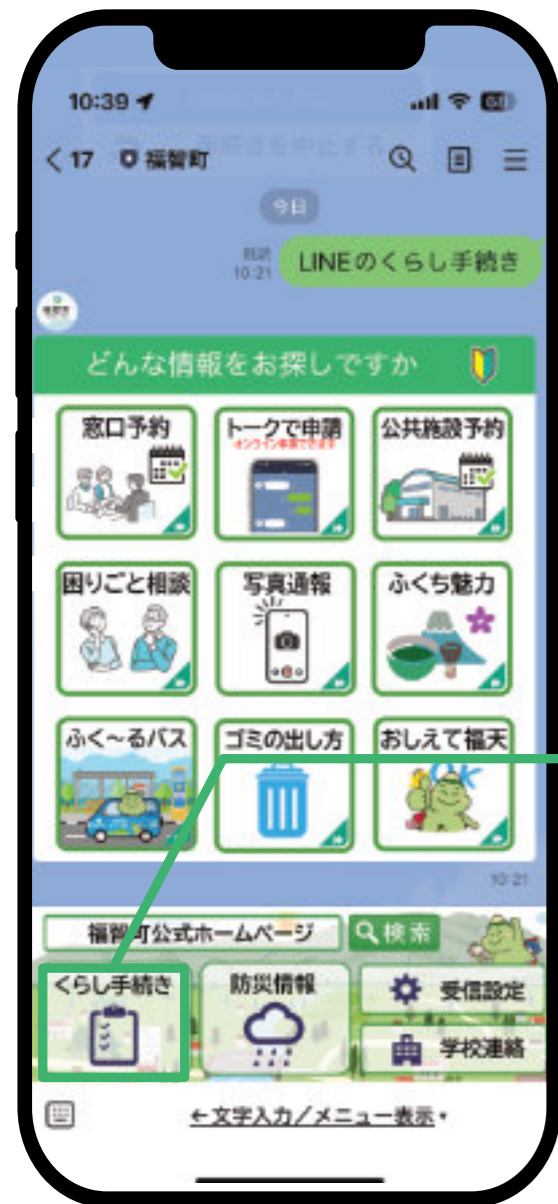 10:39
< 17 福智町
今日
既読
10:21
LINEのくらし手続き
どんな情報をお探しですか
窓口予約
トークで申請
オンライン申請できます
公共施設予約
困りごと相談
写真通報
ふくち魅力
ふく～るバス
ゴミの出し方
おしえて福天
OK
10:21
福智町公式ホームページ
検索
くらし手続き
防災情報
受信設定
学校連絡
←文字入力/メニュー表示▾